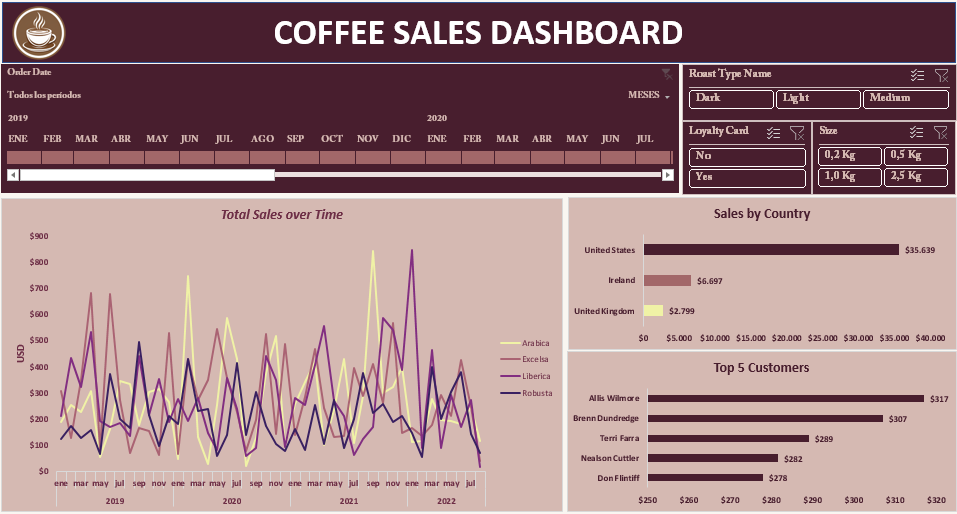 COFFEE SALES DASHBOARD
Order Date
Todos los periodos
MESES
2019 2020
ENE FEB MAR ABR MAY JUN JUL AGO SEP OCT NOV DIC ENE FEB MAR ABR MAY JUN JUL
Roast Type Name
Dark Light Medium
Loyalty Card
No
Yes
Size
0,2 Kg 0,5 Kg
1,0 Kg 2,5 Kg
Total Sales over Time
$900
$800
$700
$600
$500
$400
$300
$200
$100
$0
USD
ene mar may jul sep nov ene mar may jul sep nov ene mar may jul sep nov ene mar may jul
2019 2020 2021 2022
Arabica
Excelsa
Liberica
Robusta
Sales by Country
United States $35.639
Ireland $6.697
United Kingdom $2.799
$0 $5.000 $10.000 $15.000 $20.000 $25.000 $30.000 $35.000 $40.000
Top 5 Customers
Allis Wilmore $317
Brenn Dundredge $307
Terri Farra $289
Nealson Cuttler $282
Don Flintiff $278
$250 $260 $270 $280 $290 $300 $310 $320